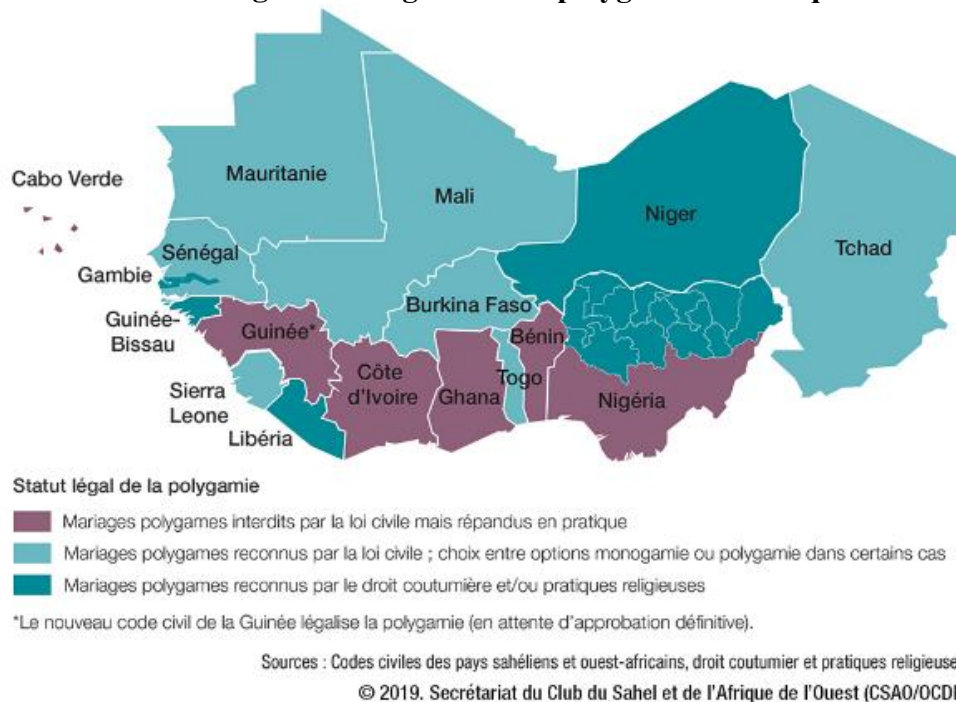 Mauritanie
Cabo Verde
Mali
Niger
Sénégal
Tchad
Gambie
Burkina Faso
Guinée-
Bissau
Guinée*
Bénin
Côte
d'Ivoire
Togo
Sierra
Leone
Ghana
Nigéria
Libéria
Statut légal de la polygamie
Mariages polygames interdits par la loi civile mais répandus en pratique
Mariages polygames reconnus par la loi civile ; choix entre options monogamie ou polygamie dans certains cas
Mariages polygames reconnus par le droit coutumière et/ou pratiques religieuses
*Le nouveau code civil de la Guinée légalise la polygamie (en attente d'approbation définitive).
Sources : Codes civiles des pays sahéliens et ouest-africains, droit coutumier et pratiques religieuse
© 2019. Secrétariat du Club du Sahel et de l'Afrique de l'Ouest (CSAO/OCD